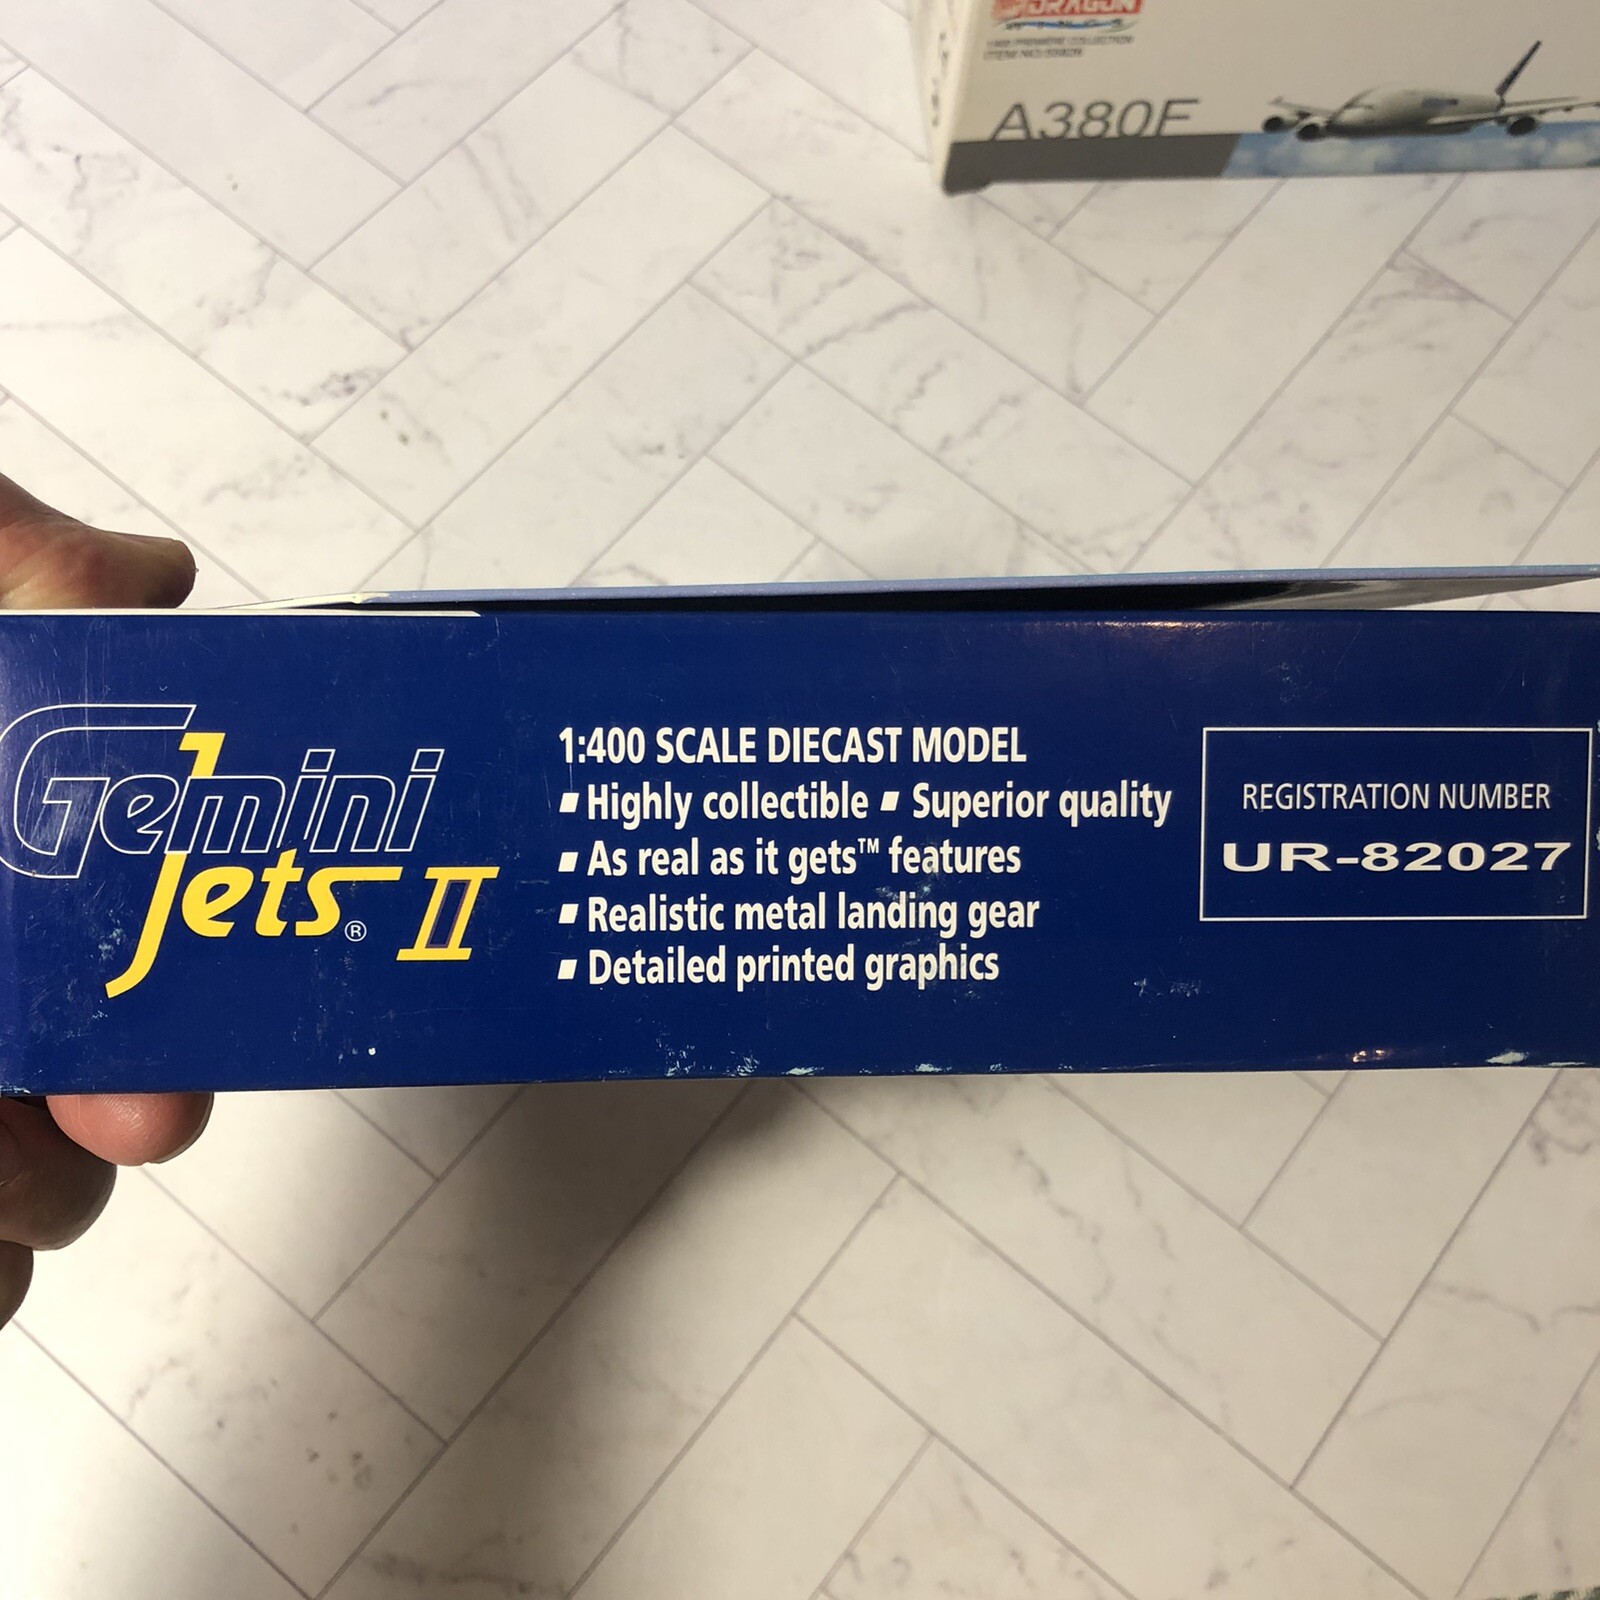 DRAGON
WINGS
A380F
Gemini
Jets® II
1:400 SCALE DIECAST MODEL
▪ Highly collectible ▪ Superior quality
▪ As real as it gets™ features
▪ Realistic metal landing gear
▪ Detailed printed graphics
REGISTRATION NUMBER
UR-82027